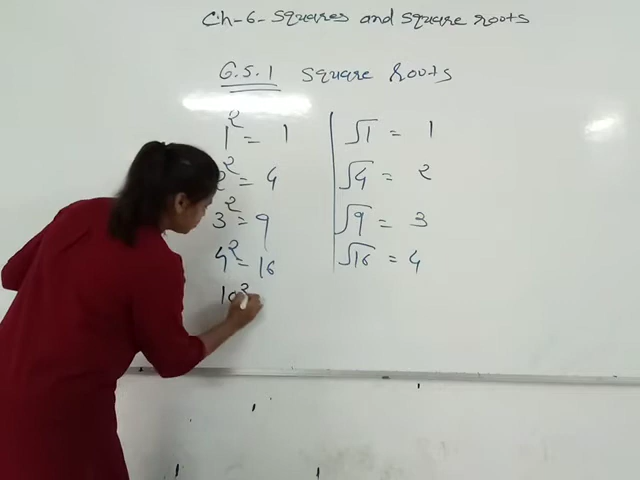 Ch-6- Squares and Square roots
6.5.1 Square Roots
1² = 1 √1 = 1
2² = 4 √4 = 2
3² = 9 √9 = 3
4² = 16 √16 = 4
10²